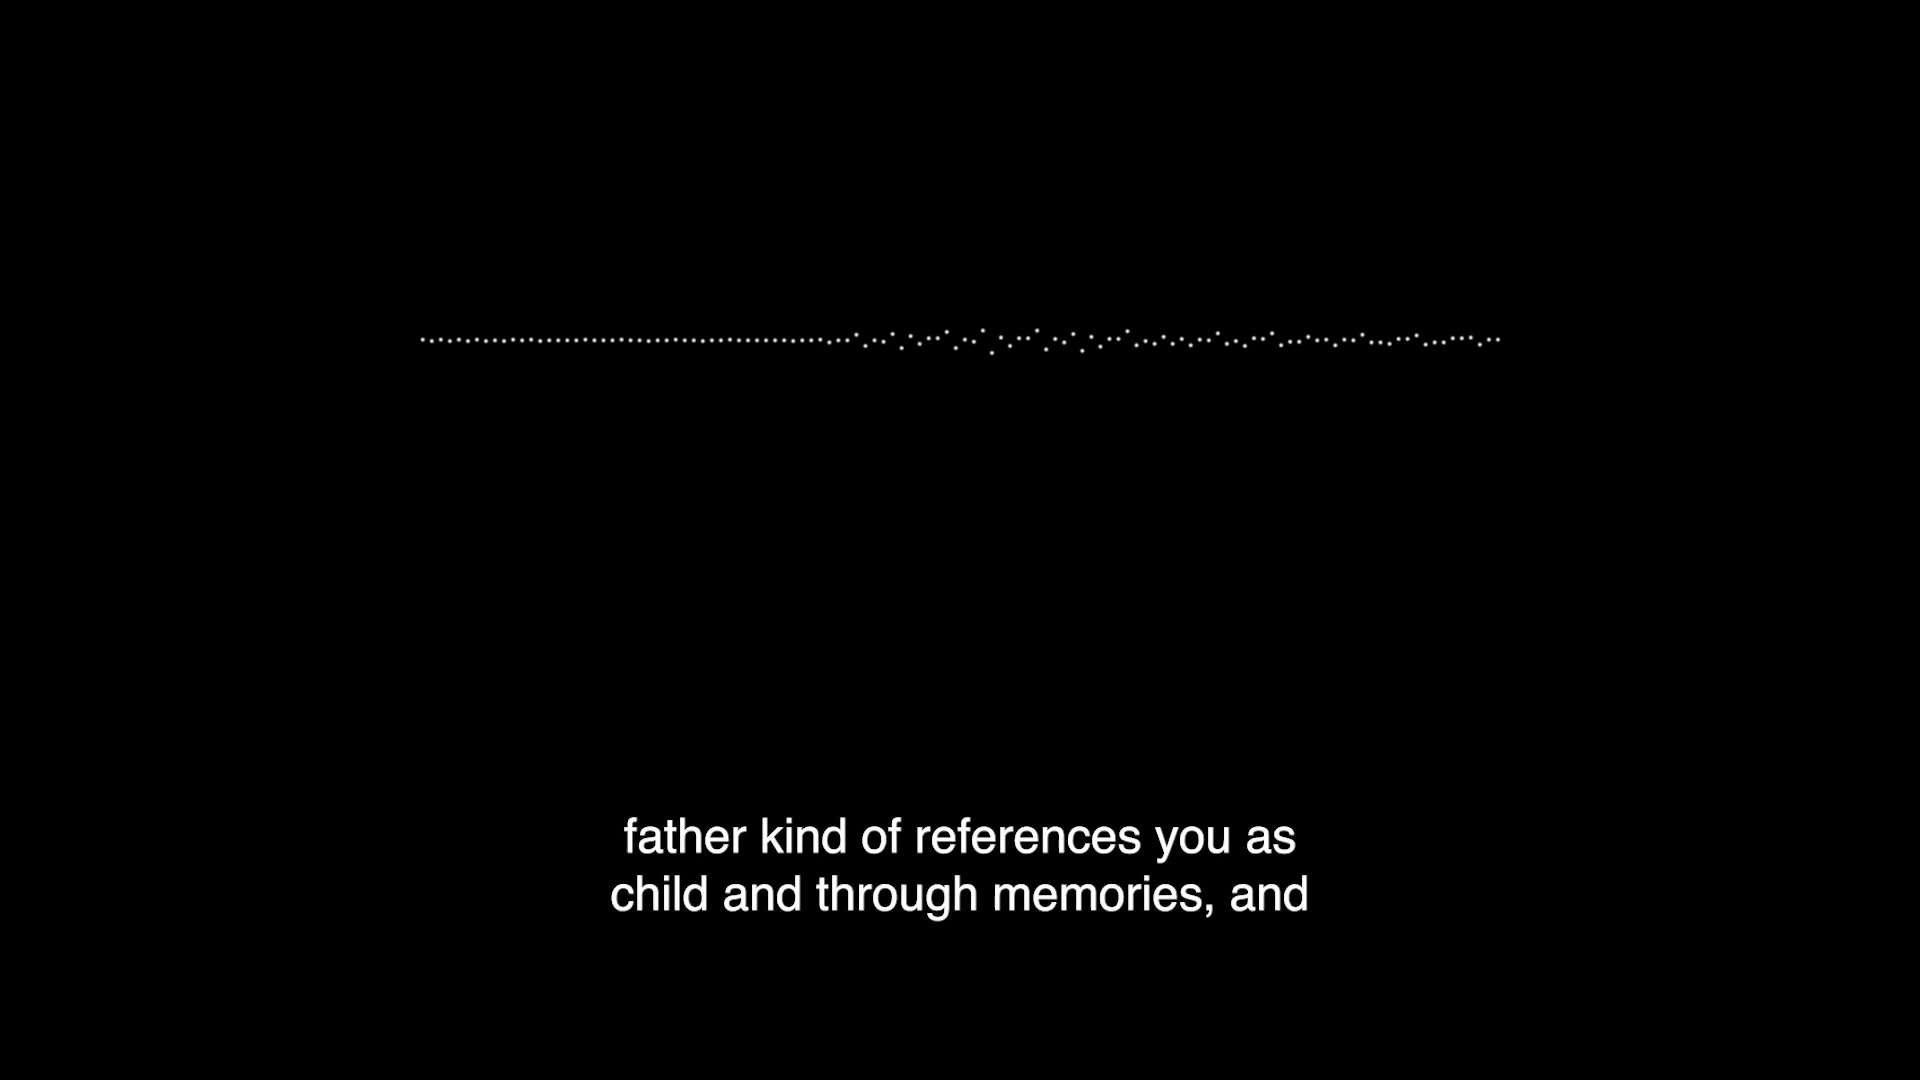 father kind of references you as
child and through memories, and